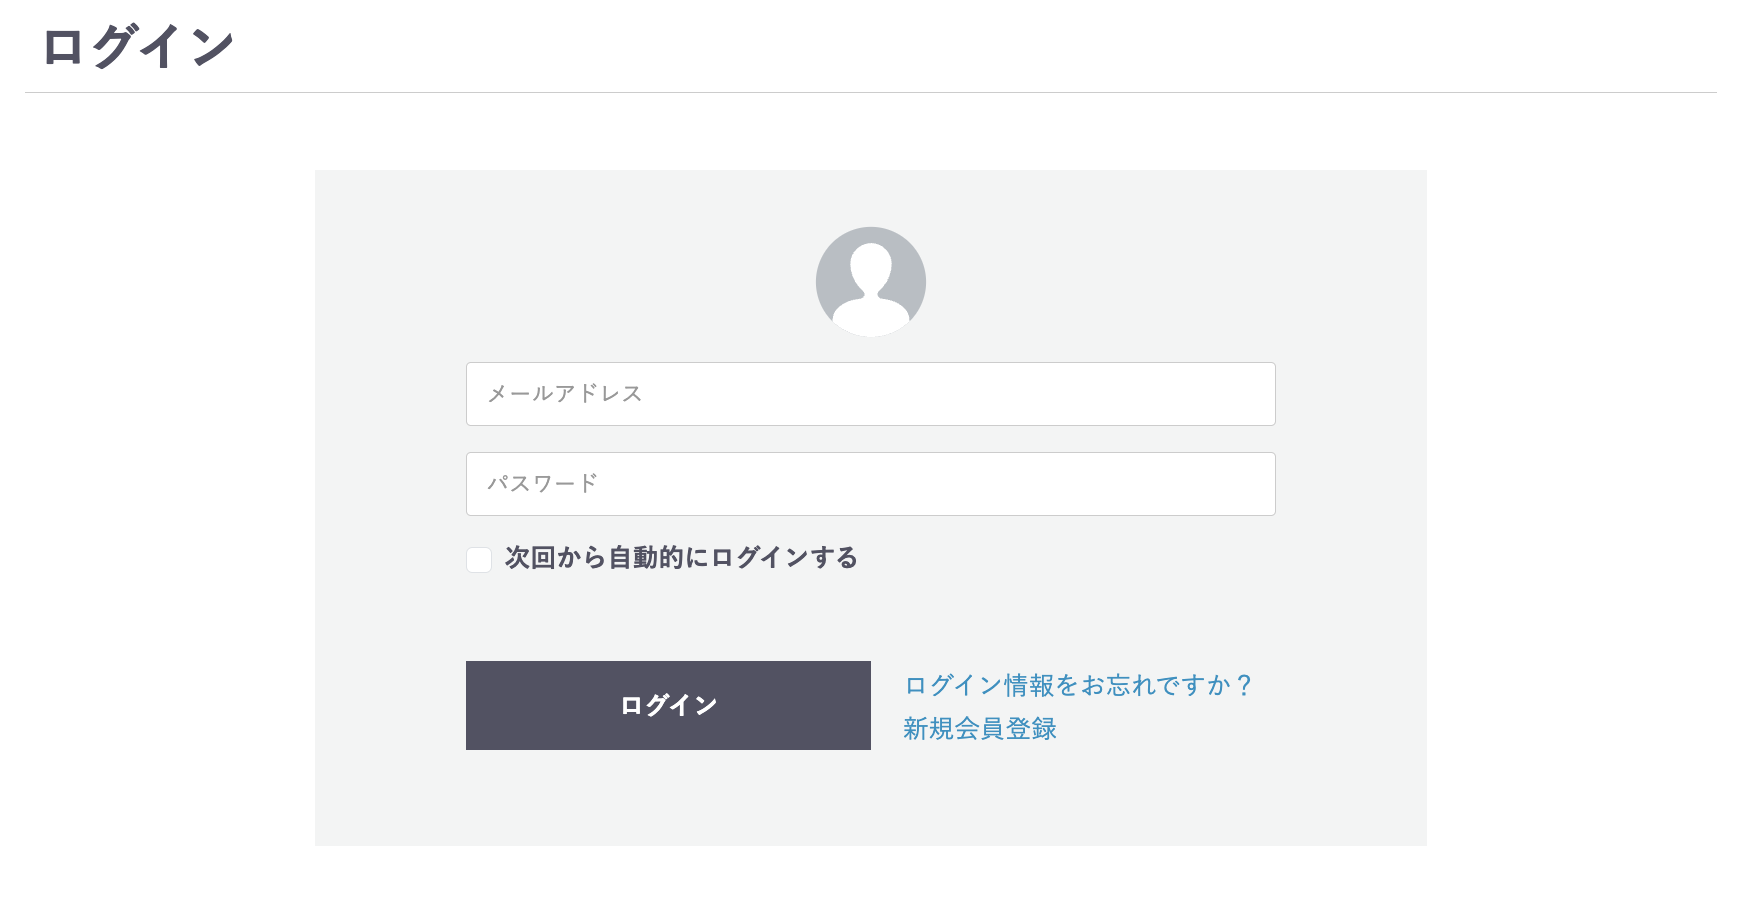 ログイン
メールアドレス
パスワード
次回から自動的にログインする
ログイン
ログイン情報をお忘れですか？
新規会員登録